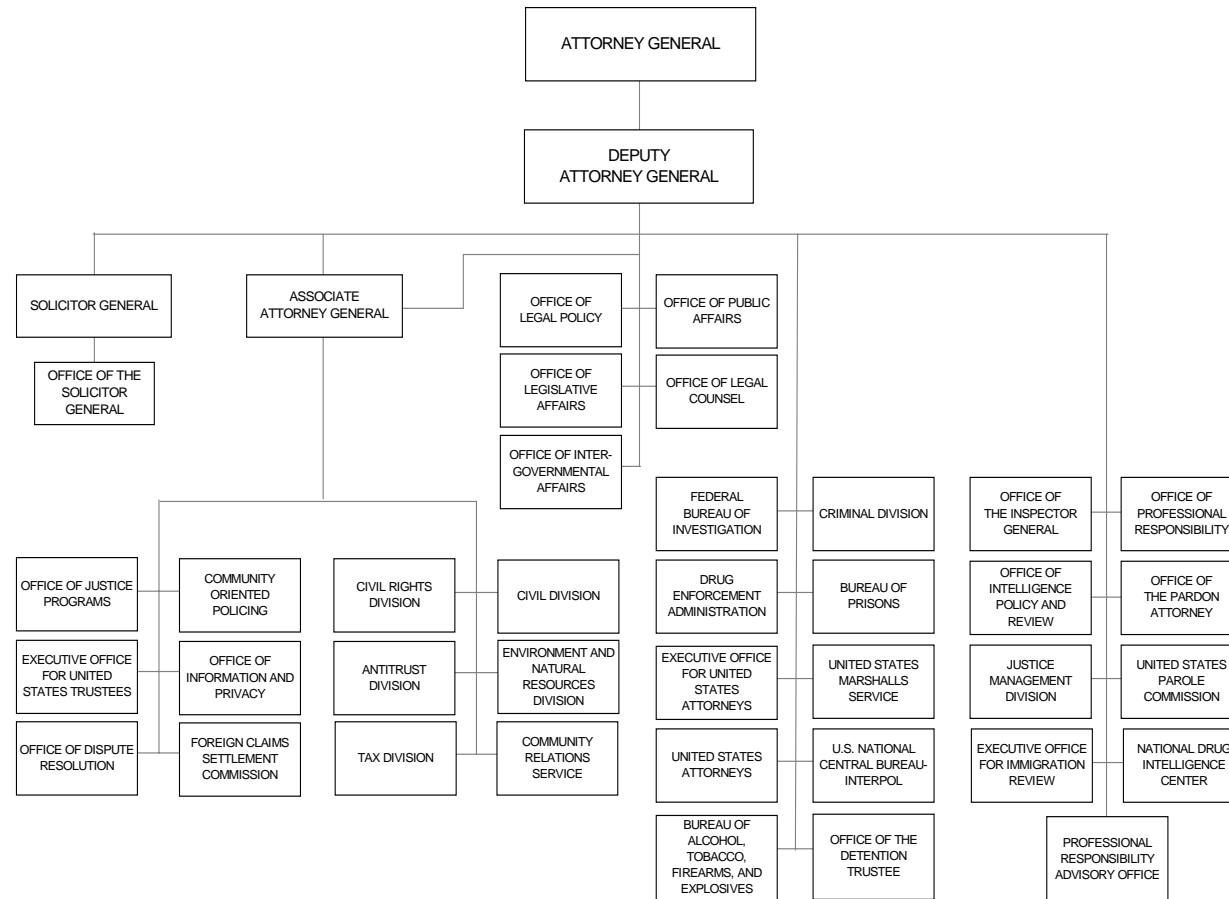 ATTORNEY GENERAL
DEPUTY
ATTORNEY GENERAL
SOLICITOR GENERAL
OFFICE OF THE
SOLICITOR
GENERAL
ASSOCIATE
ATTORNEY GENERAL
OFFICE OF
LEGAL POLICY
OFFICE OF PUBLIC
AFFAIRS
OFFICE OF
LEGISLATIVE
AFFAIRS
OFFICE OF LEGAL
COUNSEL
OFFICE OF INTER-
GOVERNMENTAL
AFFAIRS
OFFICE OF JUSTICE
PROGRAMS
COMMUNITY
ORIENTED
POLICING
EXECUTIVE OFFICE
FOR UNITED
STATES TRUSTEES
OFFICE OF
INFORMATION AND
PRIVACY
OFFICE OF DISPUTE
RESOLUTION
FOREIGN CLAIMS
SETTLEMENT
COMMISSION
CIVIL RIGHTS
DIVISION
CIVIL DIVISION
ANTITRUST
DIVISION
ENVIRONMENT AND
NATURAL
RESOURCES
DIVISION
TAX DIVISION
COMMUNITY
RELATIONS
SERVICE
FEDERAL
BUREAU OF
INVESTIGATION
CRIMINAL DIVISION
DRUG
ENFORCEMENT
ADMINISTRATION
BUREAU OF
PRISONS
EXECUTIVE OFFICE
FOR UNITED
STATES
ATTORNEYS
UNITED STATES
MARSHALLS
SERVICE
UNITED STATES
ATTORNEYS
U.S. NATIONAL
CENTRAL BUREAU-
INTERPOL
BUREAU OF
ALCOHOL,
TOBACCO,
FIREARMS, AND
EXPLOSIVES
OFFICE OF THE
DETENTION
TRUSTEE
OFFICE OF
THE INSPECTOR
GENERAL
OFFICE OF
PROFESSIONAL
RESPONSIBILITY
OFFICE OF
INTELLIGENCE
POLICY AND
REVIEW
OFFICE OF
THE PARDON
ATTORNEY
JUSTICE
MANAGEMENT
DIVISION
UNITED STATES
PAROLE
COMMISSION
EXECUTIVE OFFICE
FOR IMMIGRATION
REVIEW
NATIONAL DRUG
INTELLIGENCE
CENTER
PROFESSIONAL
RESPONSIBILITY
ADVISORY OFFICE